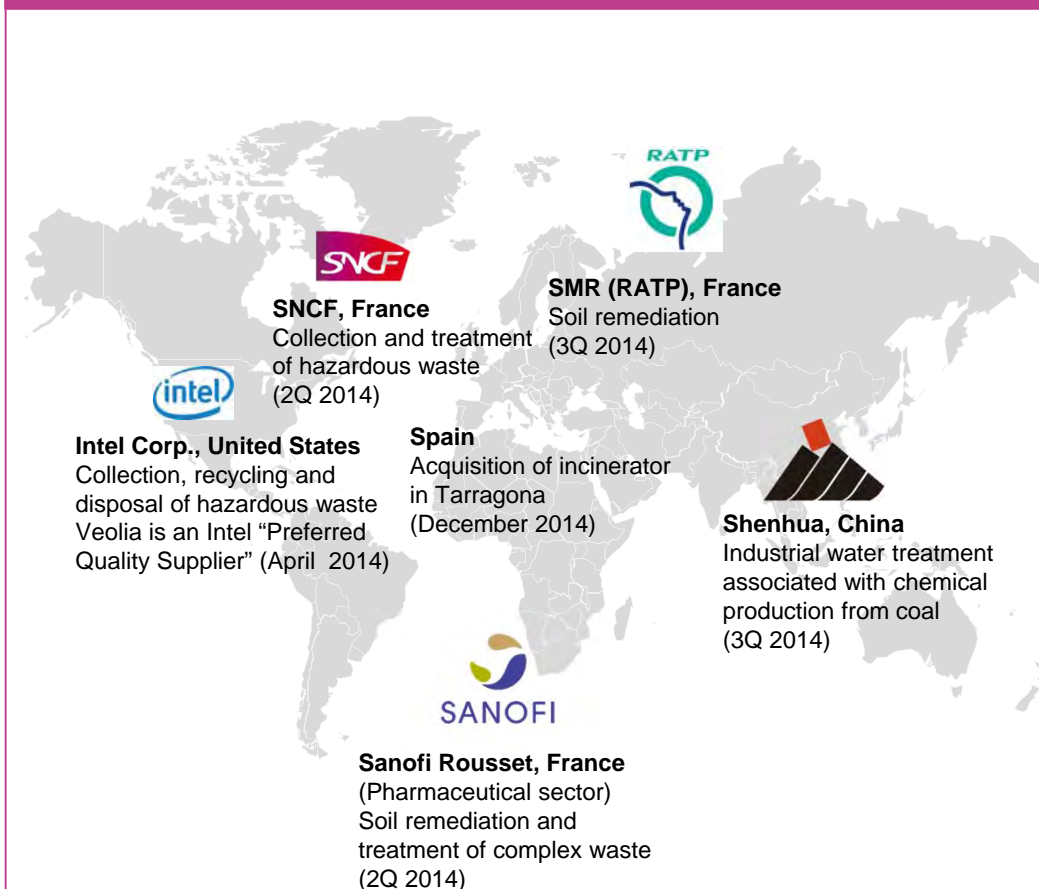 RATP
SNCF
SMR (RATP), France
Soil remediation
(3Q 2014)
SNCF, France
Collection and treatment
of hazardous waste
(2Q 2014)
intel
Intel Corp., United States
Collection, recycling and
disposal of hazardous waste
Veolia is an Intel “Preferred
Quality Supplier” (April  2014)
Spain
Acquisition of incinerator
in Tarragona
(December 2014)
Shenhua, China
Industrial water treatment
associated with chemical
production from coal
(3Q 2014)
SANOFI
Sanofi Rousset, France
(Pharmaceutical sector)
Soil remediation and
treatment of complex waste
(2Q 2014)